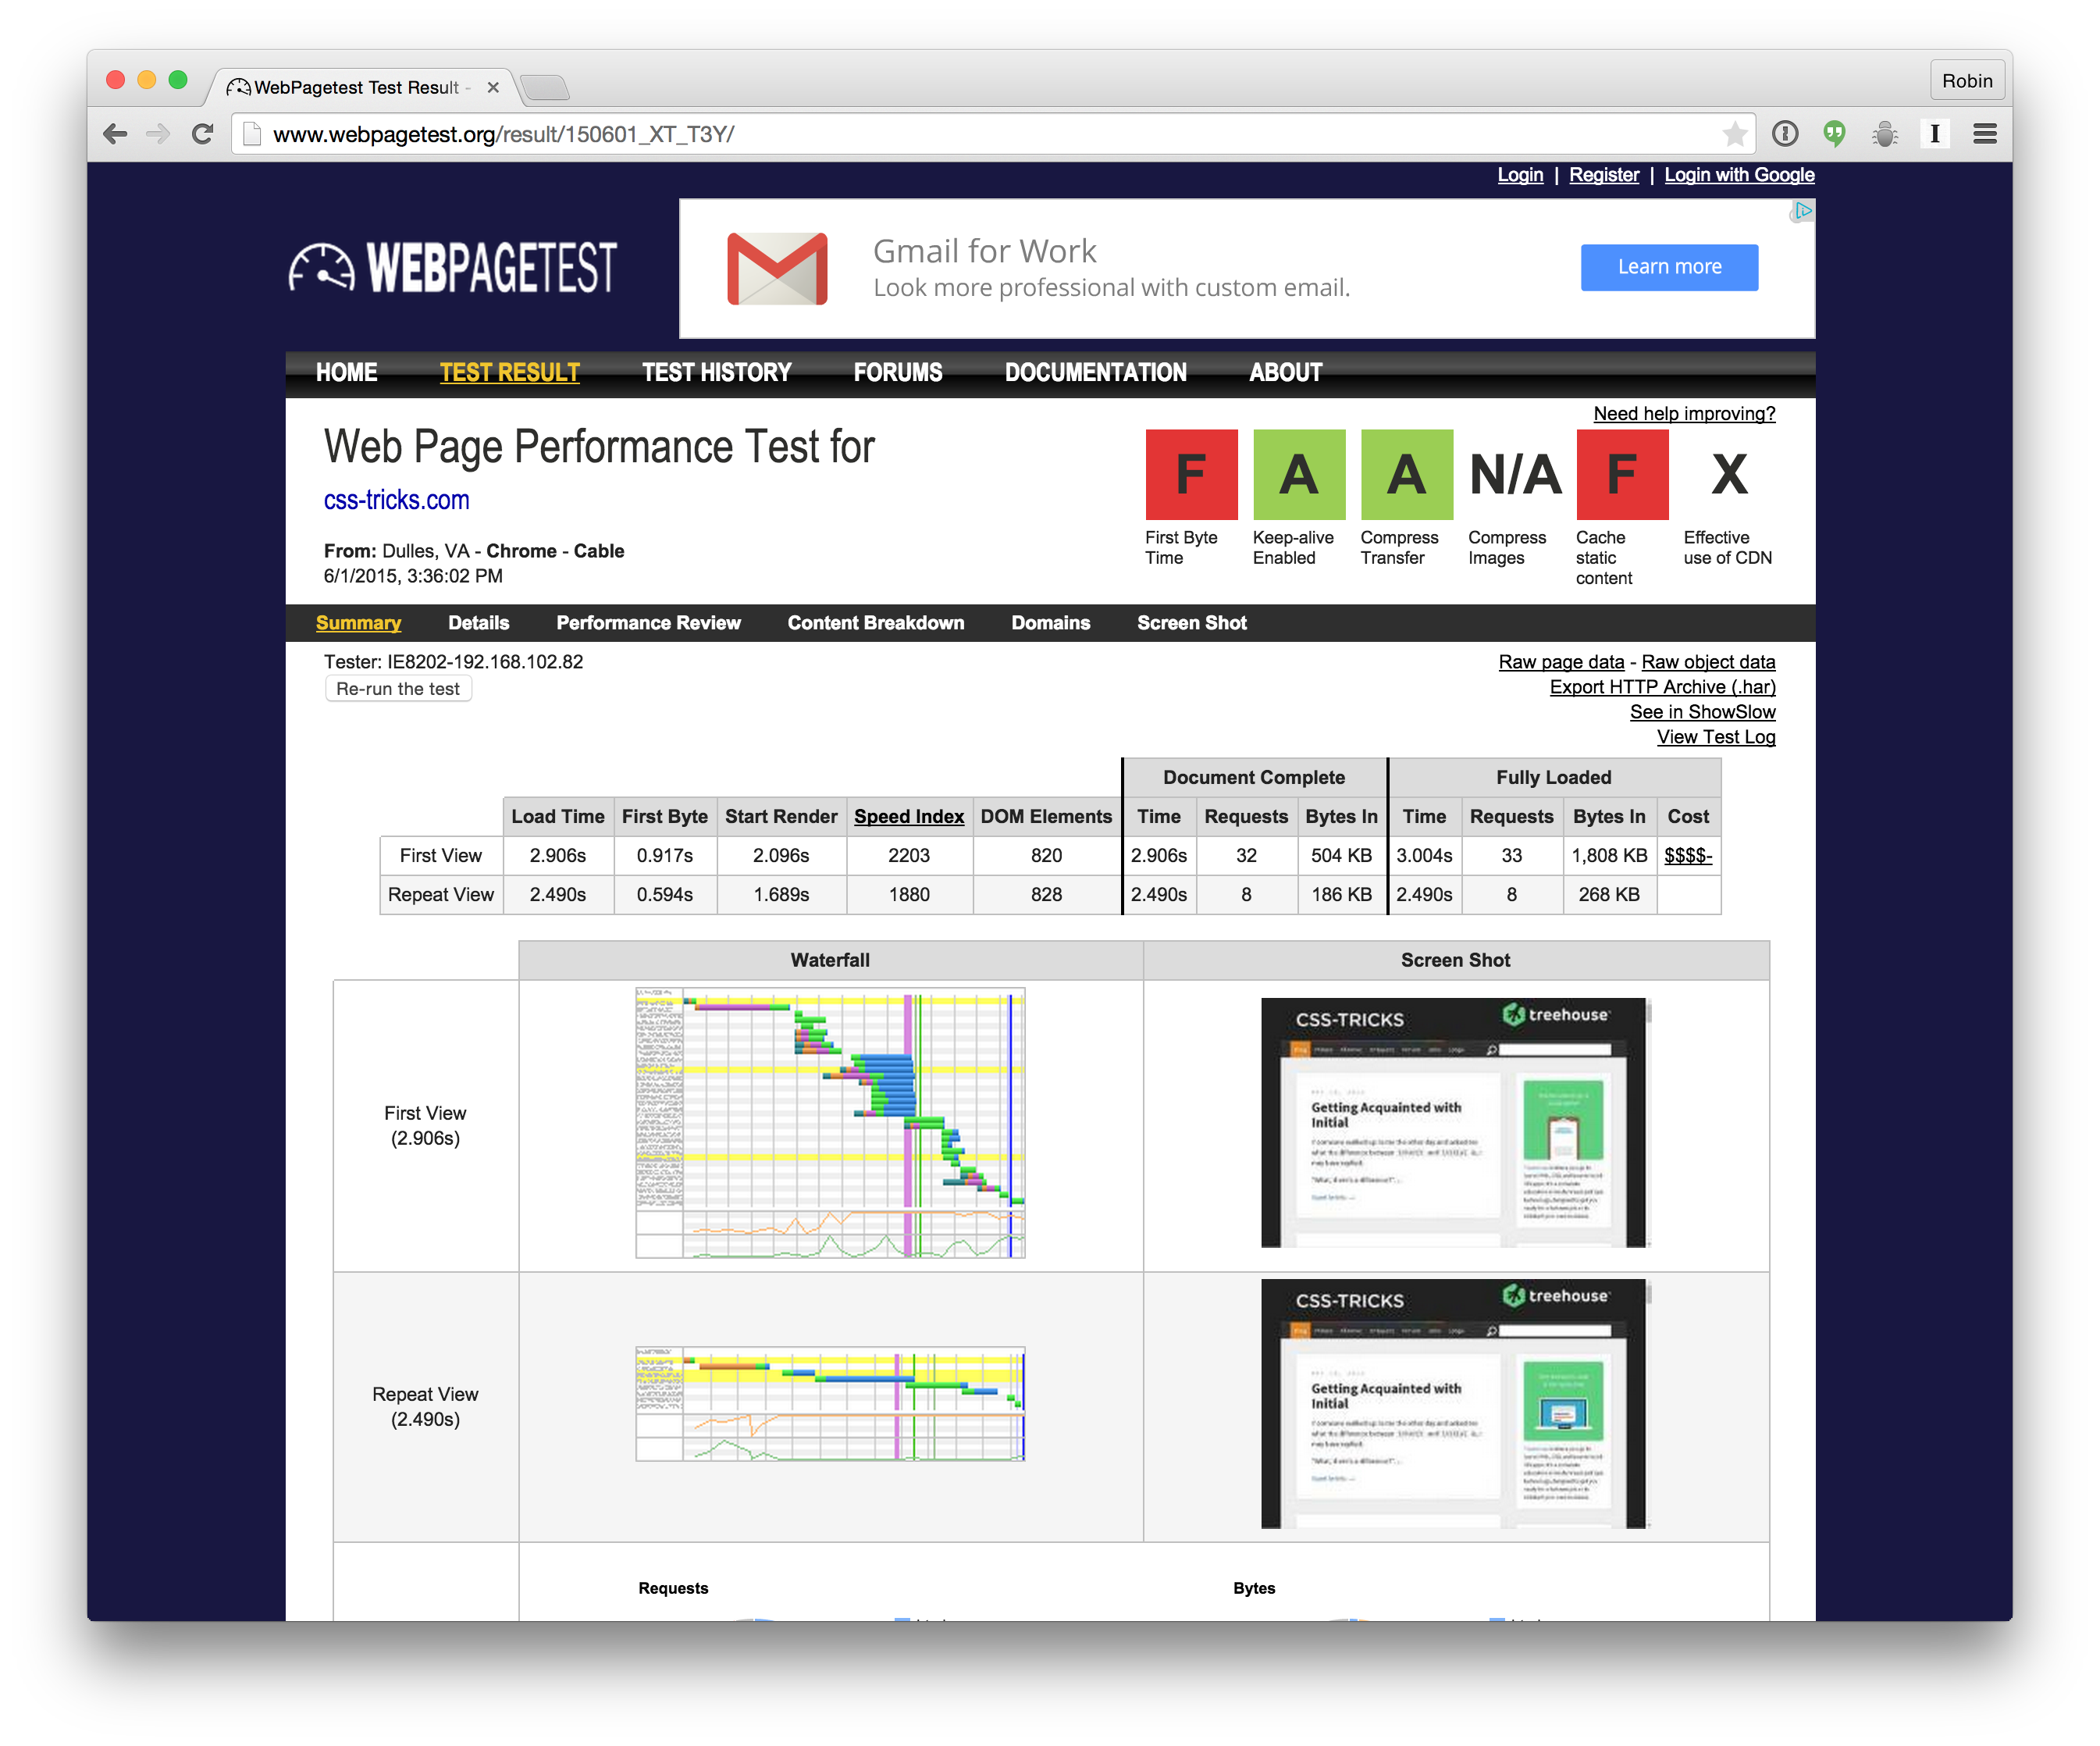 WebPagetest Test Result -
Robin
www.webpagetest.org/result/150601_XT_T3Y/
Login | Register | Login with Google
WEBPAGETEST
Gmail for Work
Look more professional with custom email.
Learn more
HOME TEST RESULT TEST HISTORY FORUMS DOCUMENTATION ABOUT
Need help improving?
Web Page Performance Test for
css-tricks.com
From: Dulles, VA - Chrome - Cable
6/1/2015, 3:36:02 PM
F A A N/A F X
First Byte Time
Keep-alive Enabled
Compress Transfer
Compress Images
Cache static content
Effective use of CDN
Summary Details Performance Review Content Breakdown Domains Screen Shot
Tester: IE8202-192.168.102.82
Re-run the test
Raw page data - Raw object data
Export HTTP Archive (.har)
See in ShowSlow
View Test Log
Document Complete Fully Loaded
Load Time First Byte Start Render Speed Index DOM Elements Time Requests Bytes In Time Requests Bytes In Cost
First View 2.906s 0.917s 2.096s 2203 820 2.906s 32 504 KB 3.004s 33 1,808 KB $$$$-
Repeat View 2.490s 0.594s 1.689s 1880 828 2.490s 8 186 KB 2.490s 8 268 KB
Waterfall Screen Shot
First View
(2.906s)
CSS-TRICKS treehouse
Getting Acquainted with
Initial
Repeat View
(2.490s)
CSS-TRICKS treehouse
Getting Acquainted with
Initial
Requests Bytes